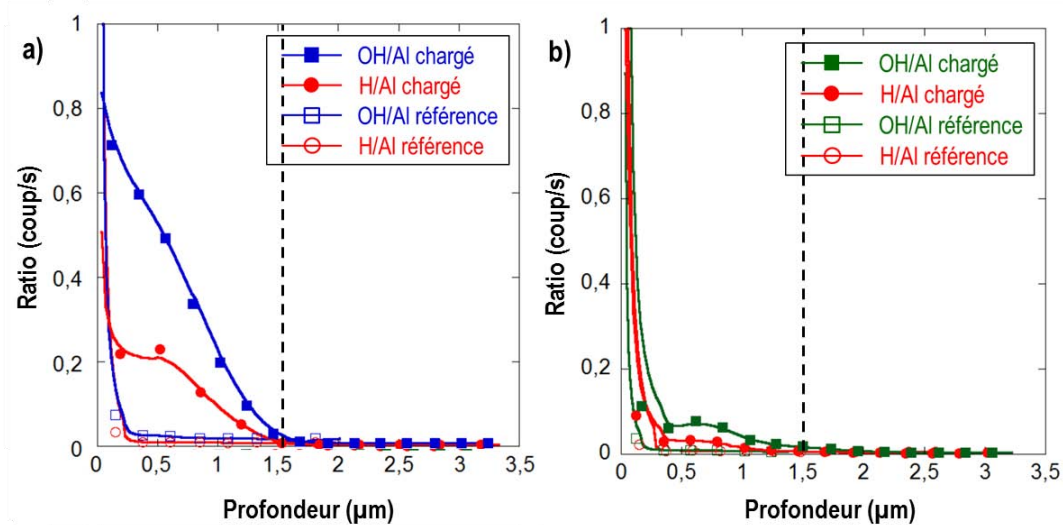 a)
Ratio (coup/s)
1
0,8
0,6
0,4
0,2
0
OH/Al chargé
H/Al chargé
OH/Al référence
H/Al référence
0 0,5 1 1,5 2 2,5 3 3,5
Profondeur (µm)
b)
Ratio (coup/s)
1
0,8
0,6
0,4
0,2
0
OH/Al chargé
H/Al chargé
OH/Al référence
H/Al référence
0 0,5 1 1,5 2 2,5 3 3,5
Profondeur (µm)